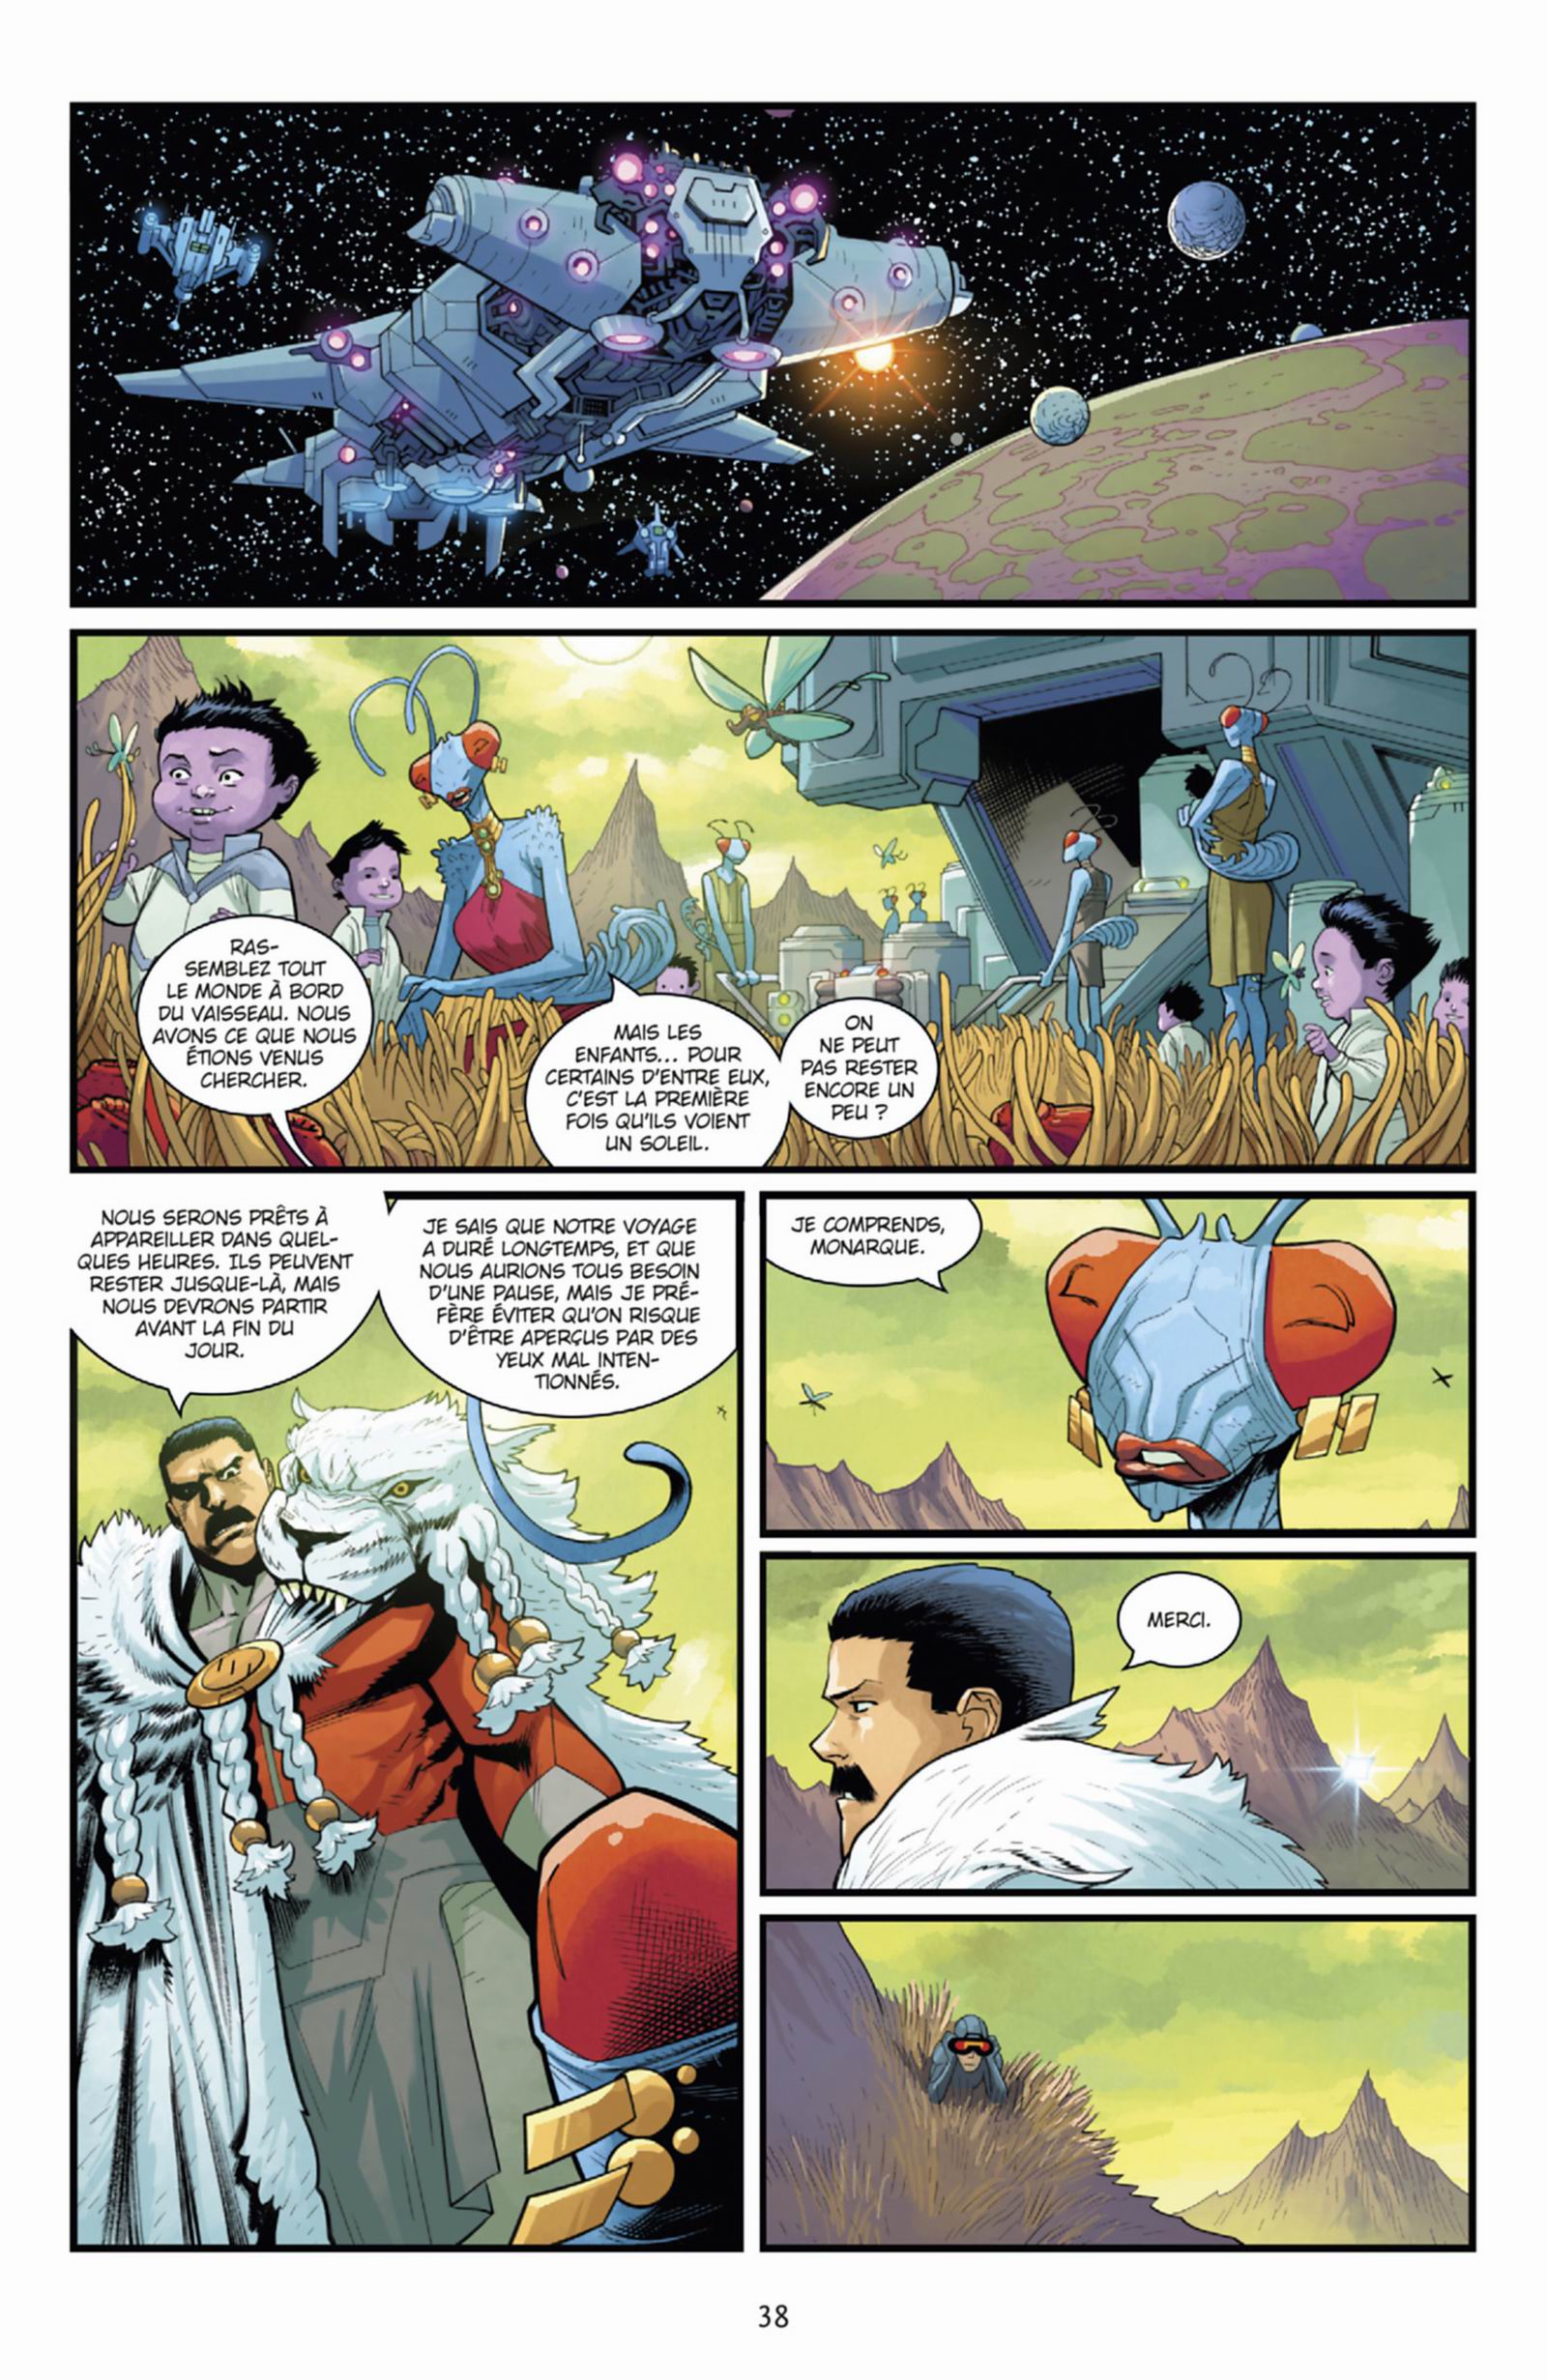 RAS-
SEMBLEZ TOUT
LE MONDE À BORD
DU VAISSEAU. NOUS
AVONS CE QUE NOUS
ÉTIONS VENUS
CHERCHER.
MAIS LES
ENFANTS... POUR
CERTAINS D'ENTRE EUX,
C'EST LA PREMIÈRE
FOIS QU'ILS VOIENT
UN SOLEIL.
ON
NE PEUT
PAS RESTER
ENCORE UN
PEU ?
NOUS SERONS PRÊTS À
APPAREILLER DANS QUEL-
QUES HEURES. ILS PEUVENT
RESTER JUSQUE-LÀ, MAIS
NOUS DEVRONS PARTIR
AVANT LA FIN DU
JOUR.
JE SAIS QUE NOTRE VOYAGE
A DURÉ LONGTEMPS, ET QUE
NOUS AURIONS TOUS BESOIN
D'UNE PAUSE, MAIS JE PRÉ-
FÈRE ÉVITER QU'ON RISQUE
D'ÊTRE APERÇUS PAR DES
YEUX MAL INTEN-
TIONNÉS.
JE COMPRENDS,
MONARQUE.
MERCI.
38